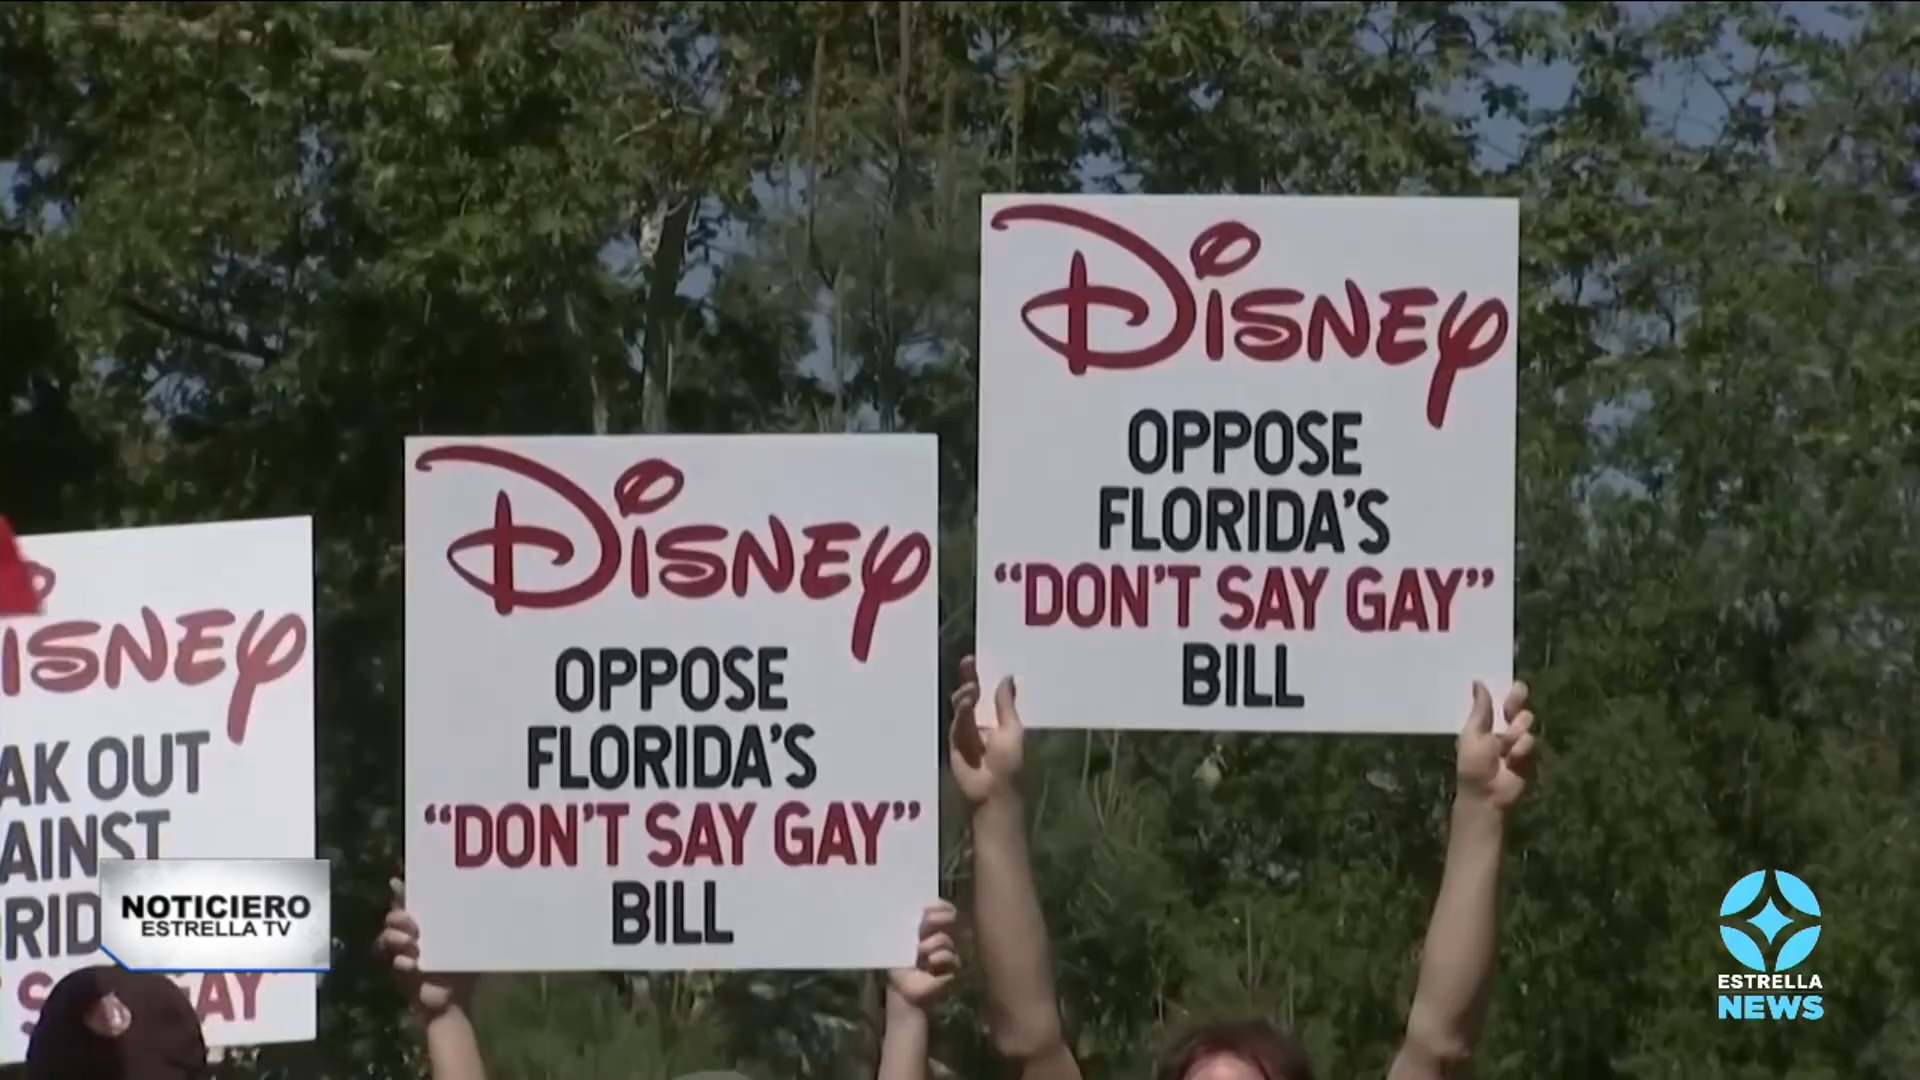 DISNEY
OPPOSE
FLORIDA'S
"DON'T SAY GAY"
BILL
DISNEY
OPPOSE
FLORIDA'S
"DON'T SAY GAY"
BILL
ISNEY
AK OUT
AINST
RID
GAY
NOTICIERO
ESTRELLA TV
ESTRELLA
NEWS